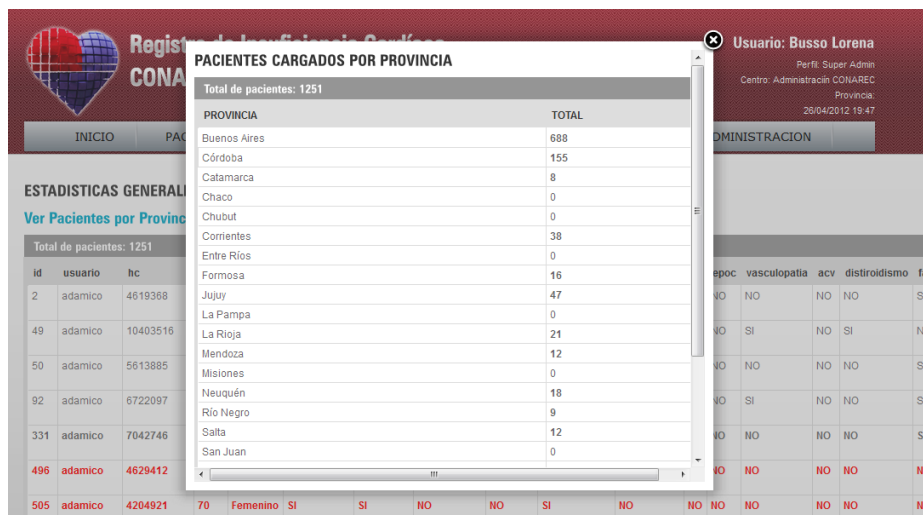 Regist
CONA
Usuario: Busso Lorena
Perfil: Super Admin
Centro: Administraciín CONAREC
Provincia:
26/04/2012 19:47
INICIO
PAC
DMINISTRACION
PACIENTES CARGADOS POR PROVINCIA
Total de pacientes: 1251
PROVINCIA TOTAL
Buenos Aires 688
Córdoba 155
Catamarca 8
Chaco 0
Chubut 0
Corrientes 38
Entre Ríos 0
Formosa 16
Jujuy 47
La Pampa 0
La Rioja 21
Mendoza 12
Misiones 0
Neuquén 18
Río Negro 9
Salta 12
San Juan 0
ESTADISTICAS GENERAL
Ver Pacientes por Provinc
Total de pacientes: 1251
id usuario hc epoc vasculopatia acv distiroidismo
2 adamico 4619368 NO NO NO NO
49 adamico 10403516 NO SI NO SI
50 adamico 5613885 NO NO NO NO
92 adamico 6722097 NO SI NO NO
331 adamico 7042746 NO NO NO NO
496 adamico 4629412 NO NO NO NO
505 adamico 4204921 70 Femenino SI SI NO NO SI NO NO NO NO NO NO